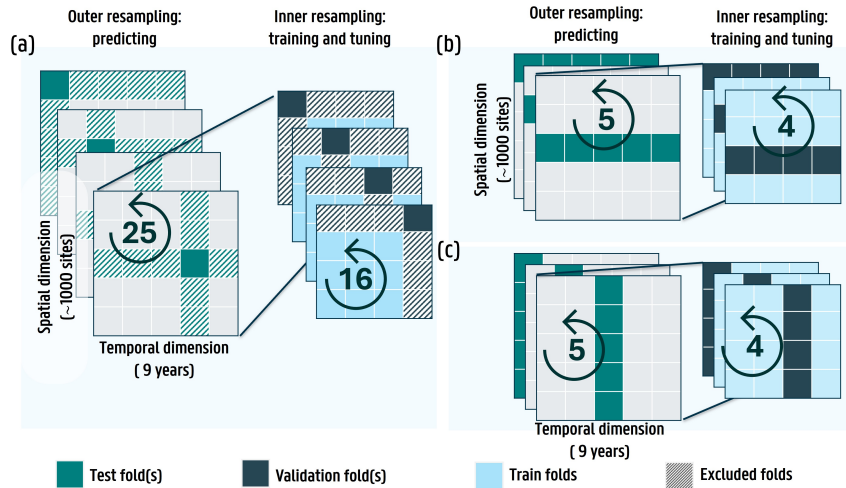 (a)
Outer resampling:
predicting
Inner resampling:
training and tuning
25
16
Spatial dimension
(~1000 sites)
Temporal dimension
( 9 years)
(b)
Outer resampling:
predicting
Inner resampling:
training and tuning
5
4
Spatial dimension
(~1000 sites)
(c)
5
4
Temporal dimension
( 9 years)
Test fold(s)
Validation fold(s)
Train folds
Excluded folds